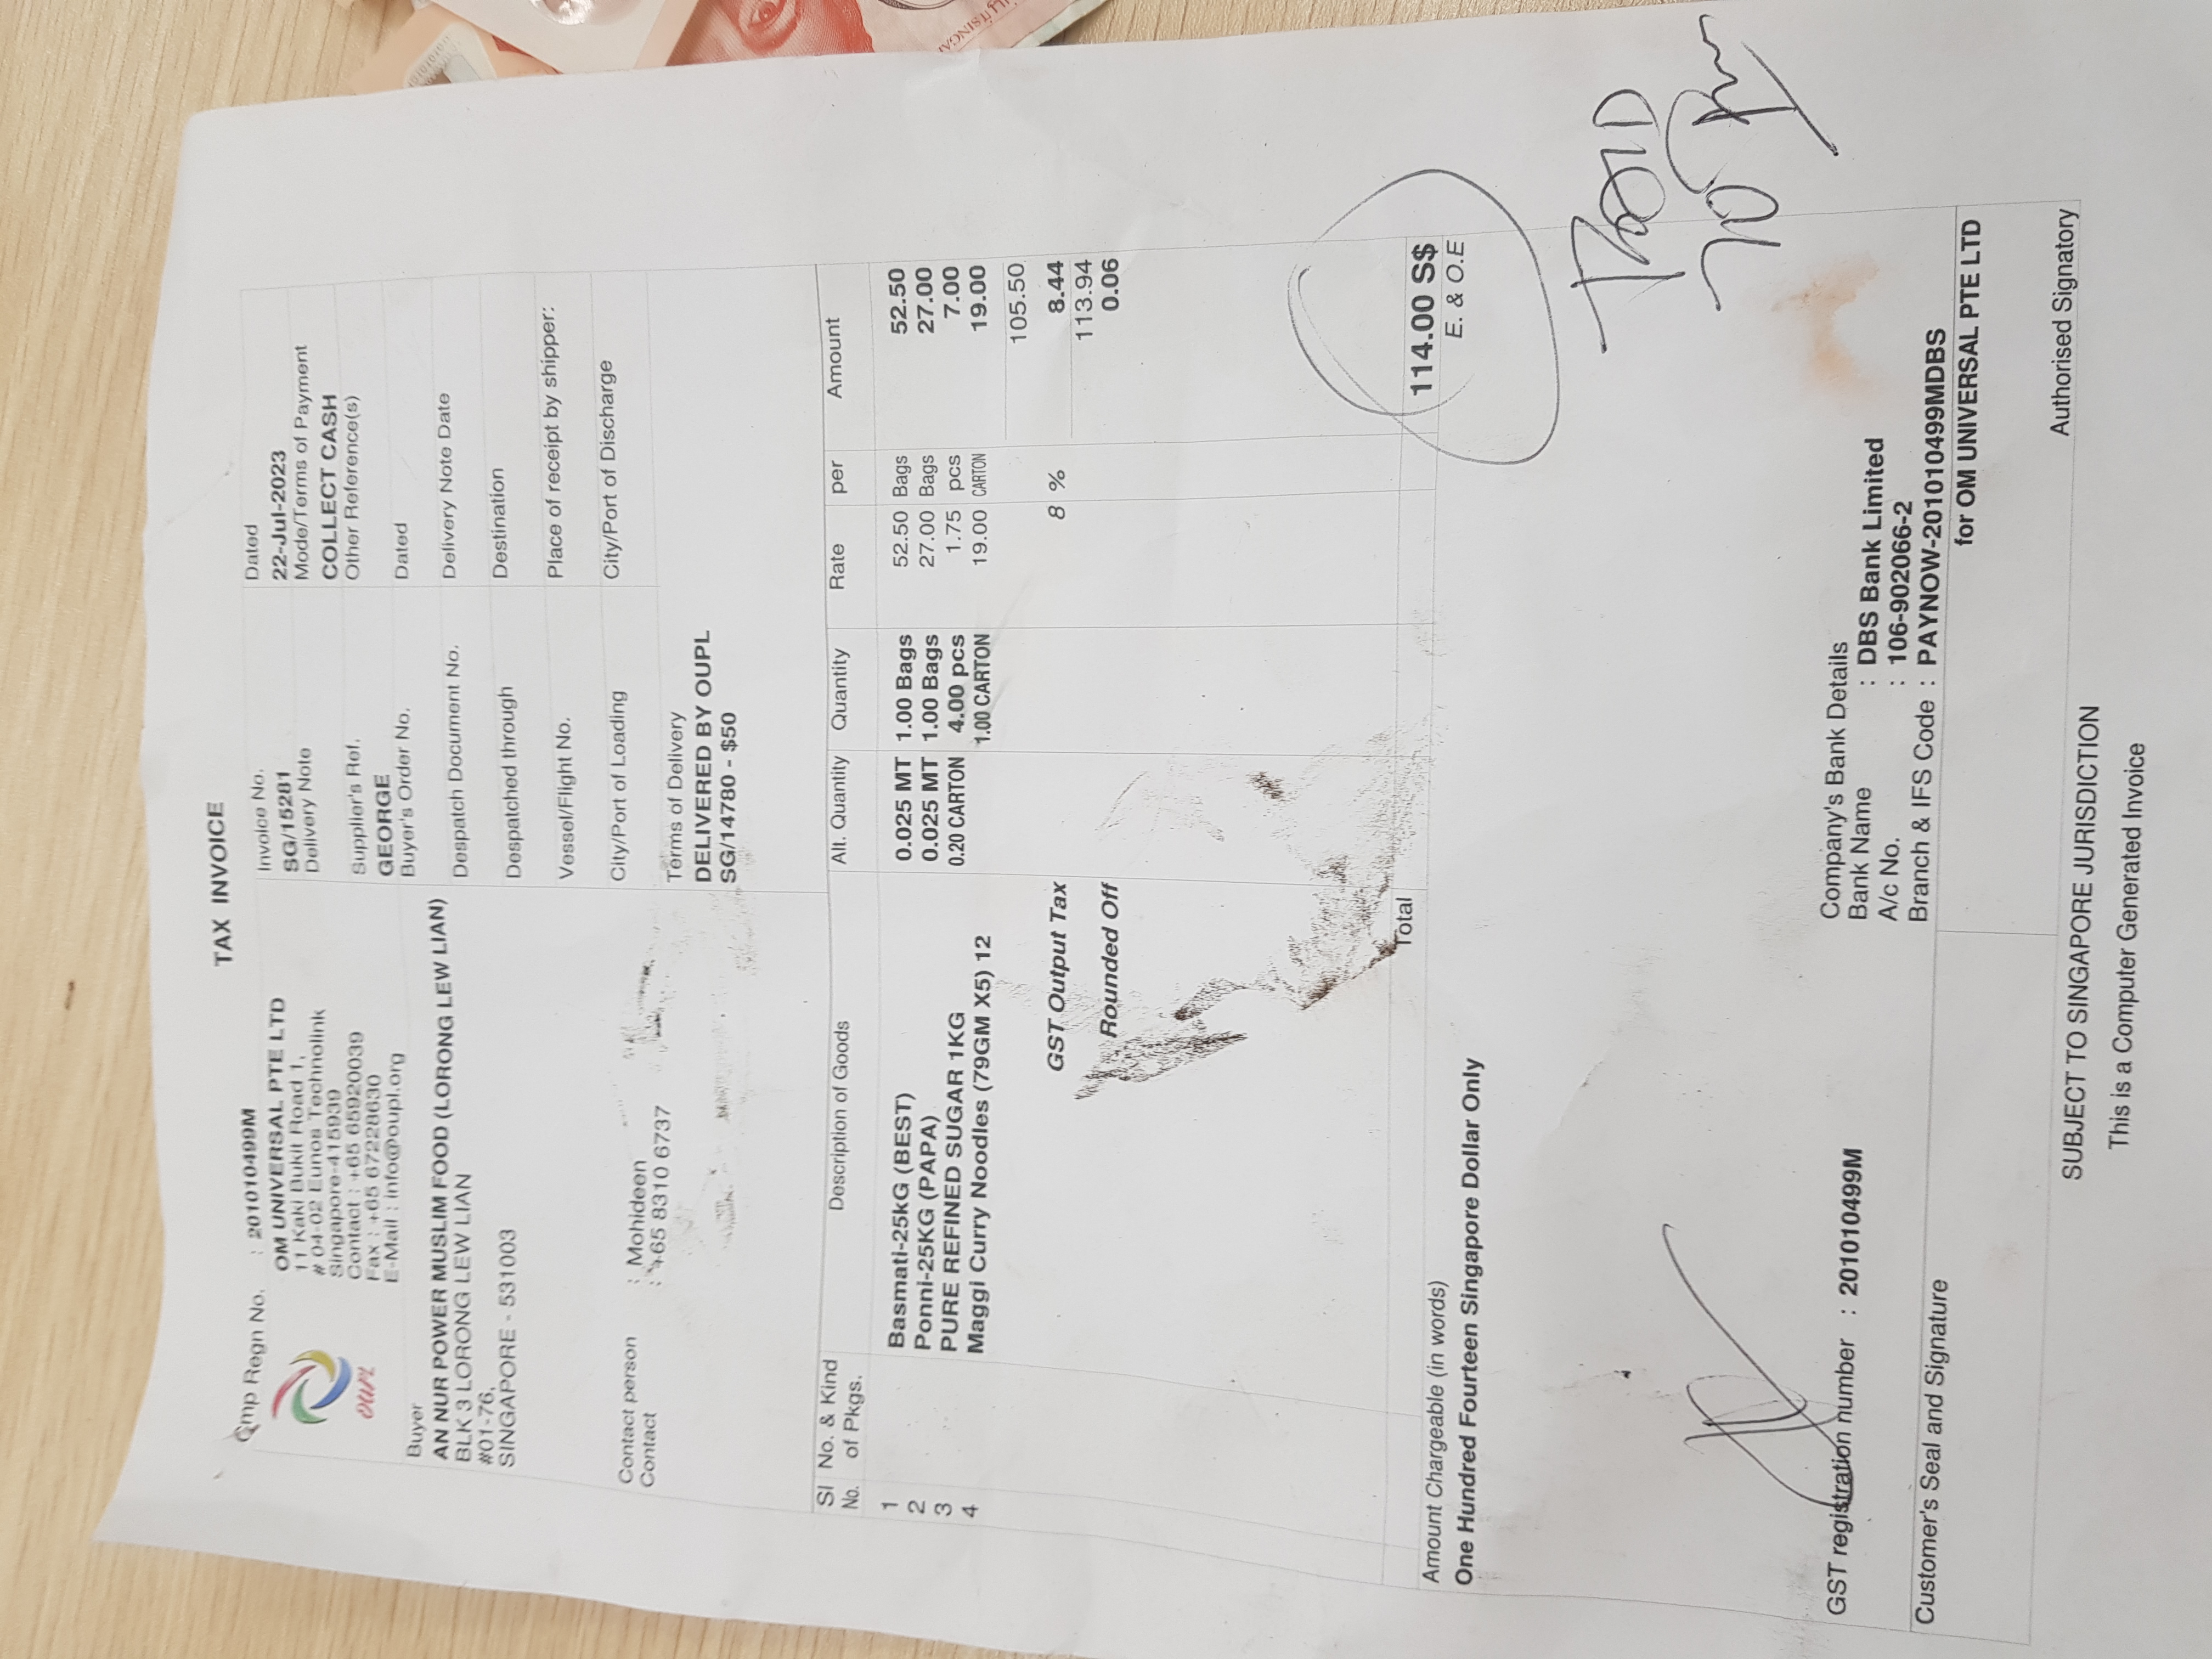 TAX INVOICE
Cmp Regn No. : 201010499M
OM UNIVERSAL PTE LTD
11 Kaki Bukit Road 1,
# 04-02 Eunos Technolink
Singapore-415939
Contact : +65 65920039
Fax : +65 67228630
E-Mail : info@oupl.org
OUPL
Invoice No.
SG/15281
Dated
22-Jul-2023
Delivery Note
Mode/Terms of Payment
COLLECT CASH
Supplier's Ref.
GEORGE
Other Reference(s)
Buyer
AN NUR POWER MUSLIM FOOD (LORONG LEW LIAN)
BLK 3 LORONG LEW LIAN
#01-76,
SINGAPORE - 531003
Contact person : Mohideen
Contact : +65 8310 6737
Buyer's Order No.
Dated
Despatch Document No.
Delivery Note Date
Despatched through
Destination
Vessel/Flight No.
Place of receipt by shipper:
City/Port of Loading
City/Port of Discharge
Terms of Delivery
DELIVERED BY OUPL
SG/14780 - $50
SI No. No. & Kind of Pkgs. Description of Goods Alt. Quantity Quantity Rate per Amount
1 Basmati-25kG (BEST) 0.025 MT 1.00 Bags 52.50 Bags 52.50
2 Ponni-25KG (PAPA) 0.025 MT 1.00 Bags 27.00 Bags 27.00
3 PURE REFINED SUGAR 1KG 0.20 CARTON 4.00 pcs 1.75 pcs 7.00
4 Maggi Curry Noodles (79GM X5) 12 1.00 CARTON 19.00 CARTON 19.00
105.50
GST Output Tax 8 % 8.44
113.94
Rounded Off 0.06
Total 114.00 S$
Amount Chargeable (in words) E. & O.E
One Hundred Fourteen Singapore Dollar Only
Company's Bank Details
Bank Name : DBS Bank Limited
A/c No. : 106-902066-2
GST registration number : 201010499M
Branch & IFS Code : PAYNOW-201010499MDBS
Customer's Seal and Signature
for OM UNIVERSAL PTE LTD
Authorised Signatory
SUBJECT TO SINGAPORE JURISDICTION
This is a Computer Generated Invoice